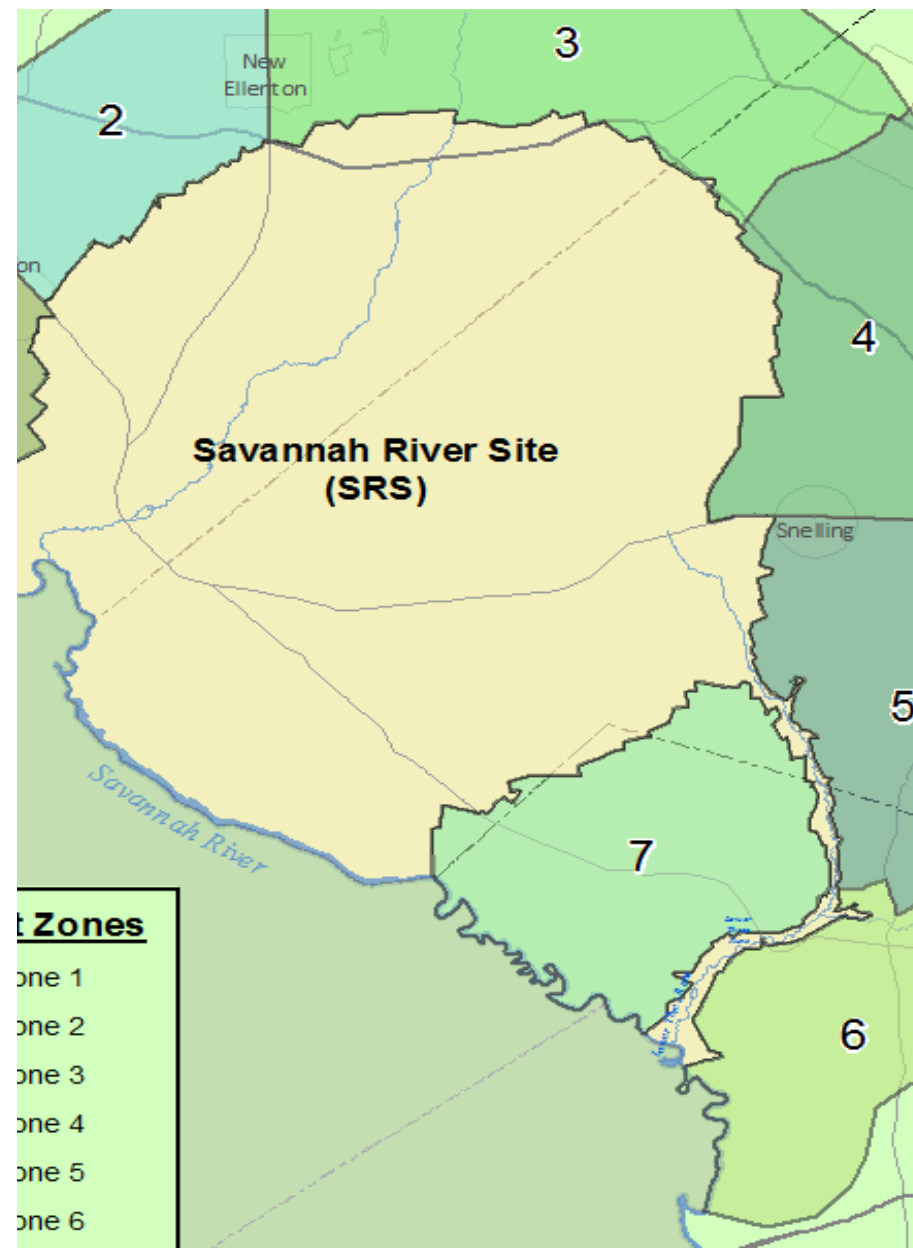 3
New
Ellerton
2
on
4
Savannah River Site
(SRS)
Snelling
5
Savannah River
7
t Zones
one 1
one 2
one 3
one 4
one 5
one 6
6